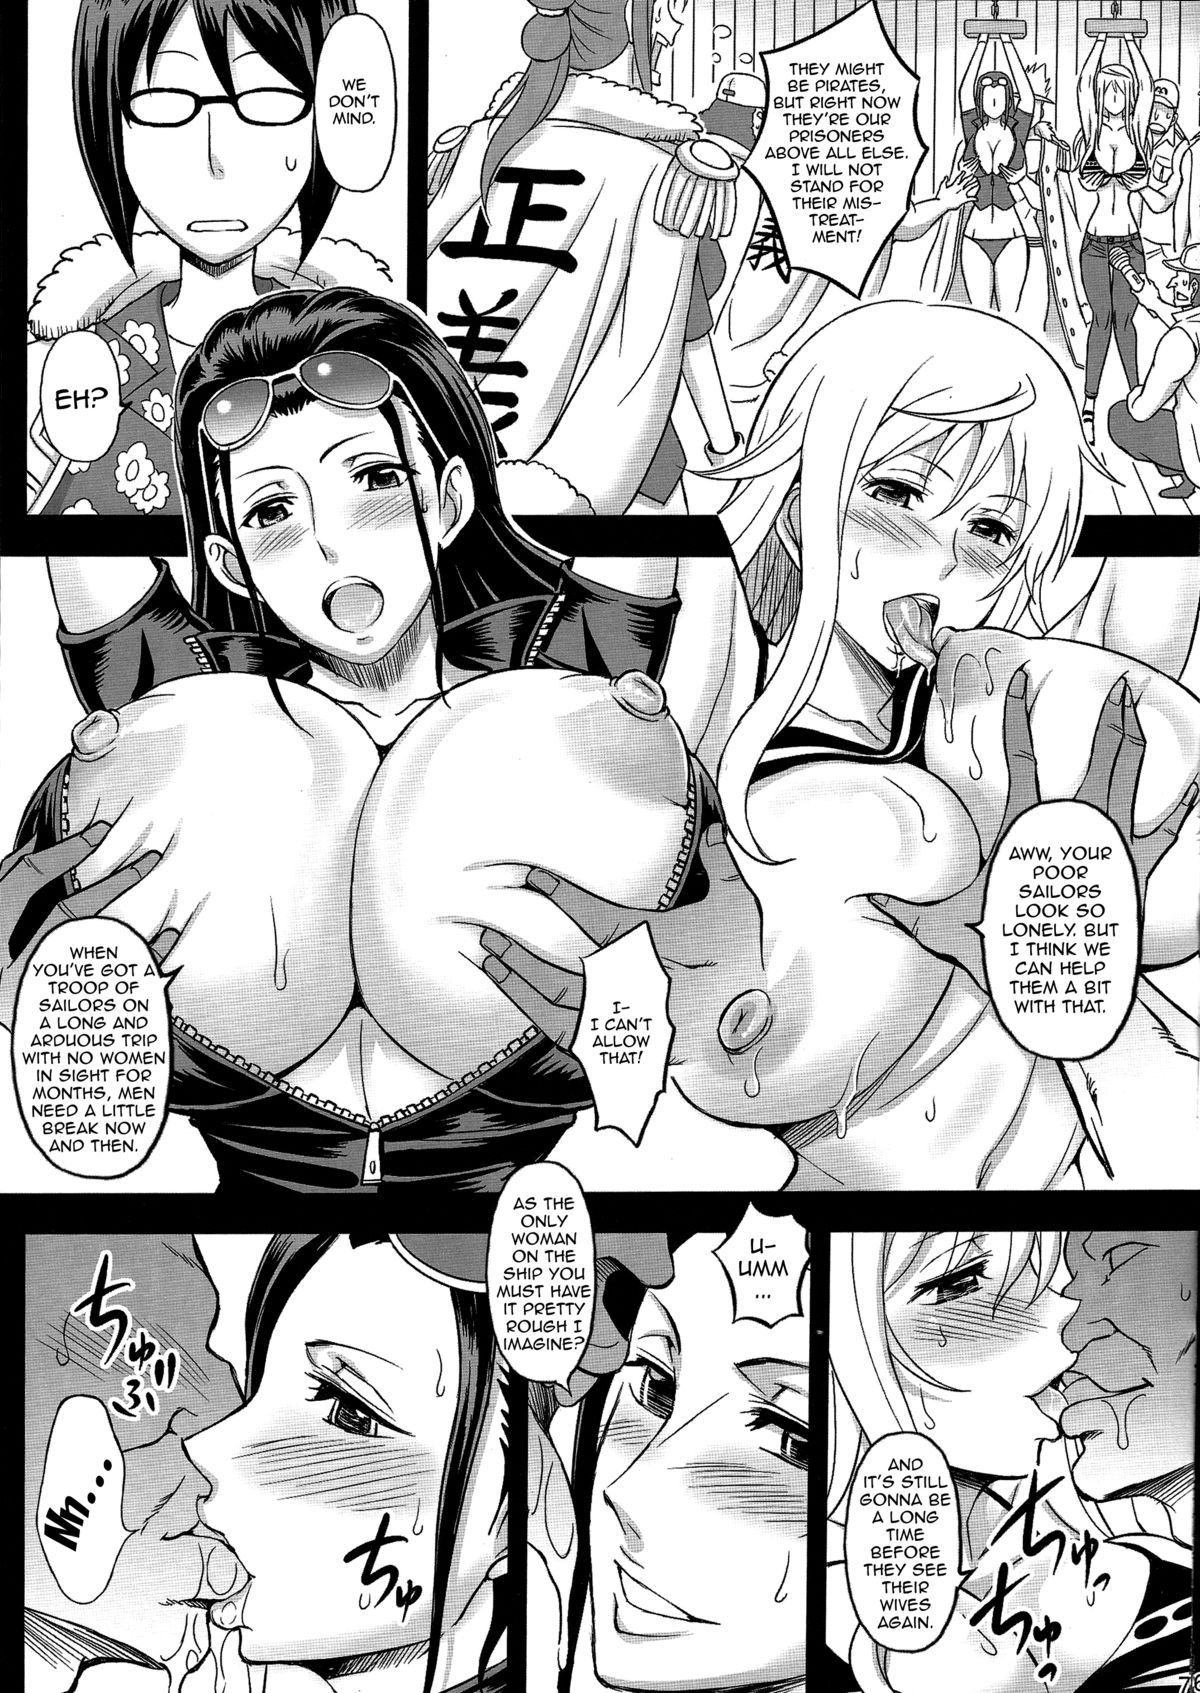 THEY MIGHT
BE PIRATES,
BUT RIGHT NOW
THEY'RE OUR
PRISONERS
ABOVE ALL ELSE.
I WILL NOT
STAND FOR
THEIR MIS-
TREAT-
MENT!
正
義
義
WE
DON'T
MIND.
EH?
AWW, YOUR
POOR
SAILORS
LOOK SO
LONELY. BUT
I THINK WE
CAN HELP
THEM A BIT
WITH THAT.
I-
I CAN'T
ALLOW
THAT!
WHEN
YOU'VE GOT A
TROOP OF
SAILORS ON
A LONG AND
ARDUOUS TRIP
WITH NO WOMEN
IN SIGHT FOR
MONTHS, MEN
NEED A LITTLE
BREAK NOW
AND THEN.
AND
IT'S STILL
GONNA BE
A LONG
TIME
BEFORE
THEY SEE
THEIR
WIVES
AGAIN.
ちゅっ
ちゅっ
U-
UMM
...
AS THE
ONLY
WOMAN
ON THE
SHIP YOU
MUST HAVE
IT PRETTY
ROUGH I
IMAGINE?
ちゅぶ
Nn...
ちゅ